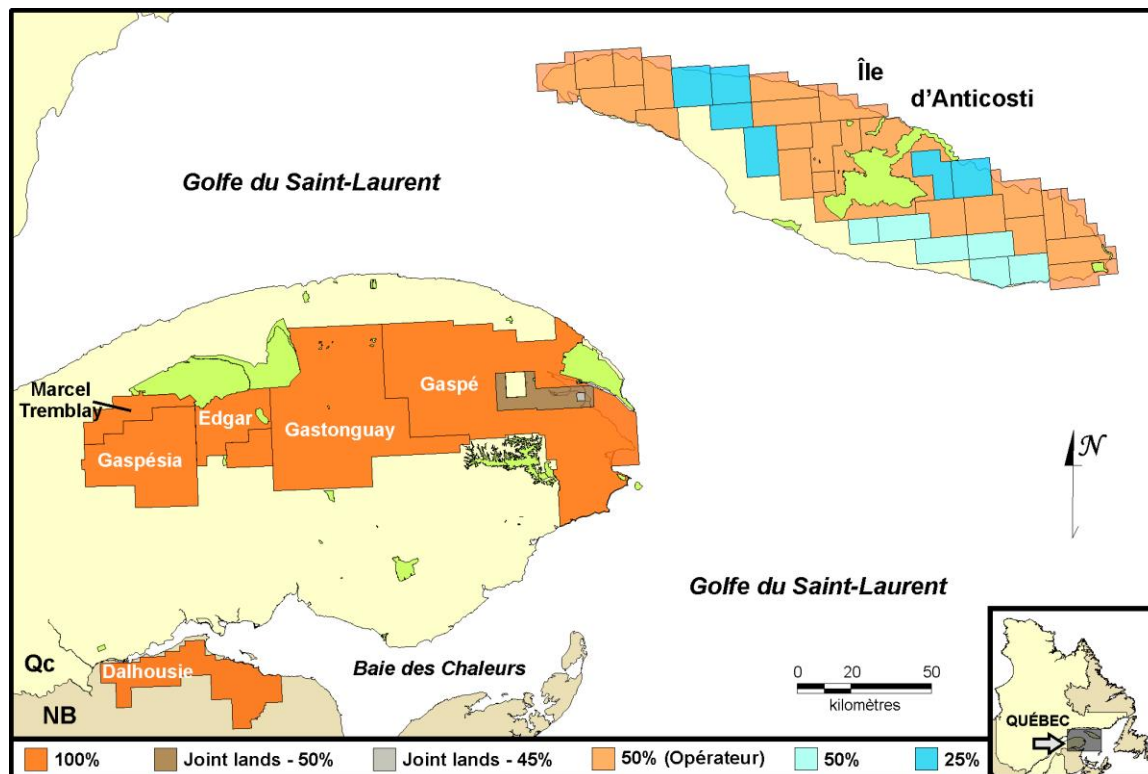 Île
d'Anticosti
Golfe du Saint-Laurent
Marcel
Tremblay
Edgar
Gaspé
Gastonguay
Gaspésia
N
Golfe du Saint-Laurent
Qc
Dalhousie
Baie des Chaleurs
NB
0 10 20 50
kilomètres
QUÉBEC
100%
Joint lands - 50%
Joint lands - 45%
50% (Opérateur)
50%
25%